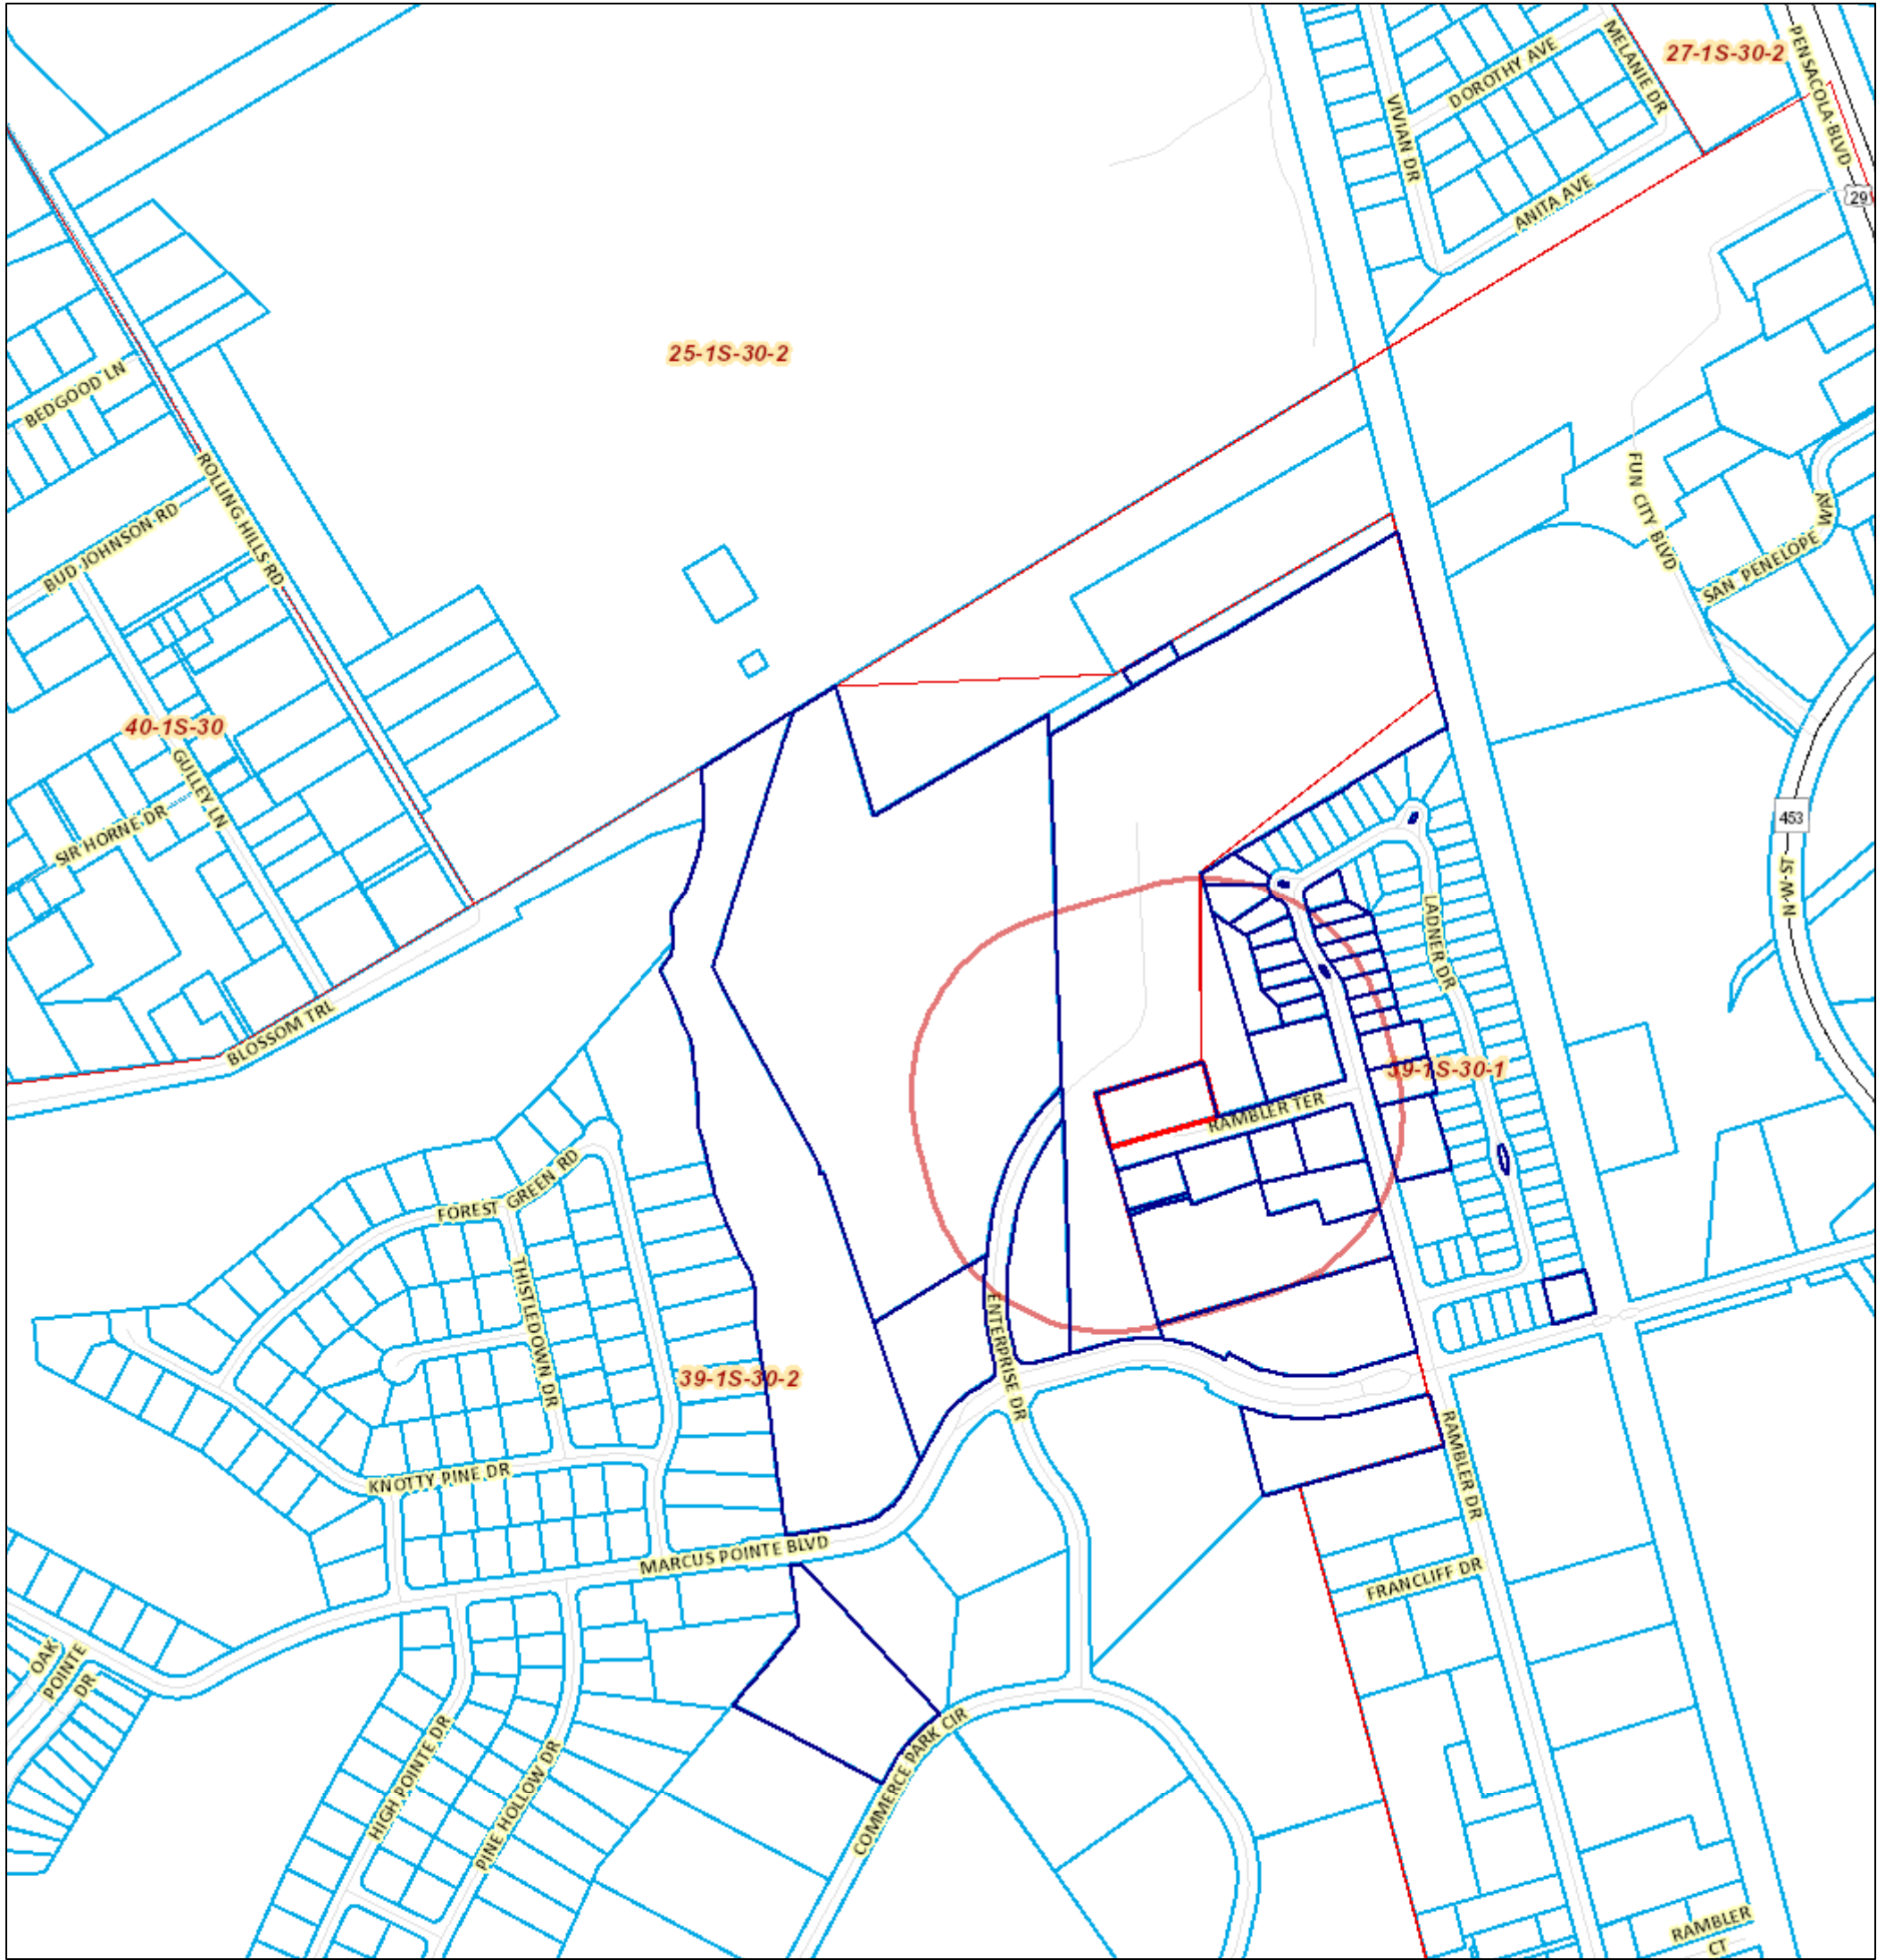 27-1S-30-2
PENSACOLA BLVD
MELANIE DR
DOROTHY AVE
VIVIAN DR
ANITA AVE
29
25-1S-30-2
BEDGOOD LN
ROLLING HILLS RD
BUD JOHNSON RD
FUN CITY BLVD
SAN PENELOPE
WAY
40-1S-30
GULLEY LN
SIR HORNE DR
453
N W ST
LADNER DR
BLOSSOM TRL
39-1S-30-1
RAMBLER TER
FOREST GREEN RD
THISTLEDOWN DR
ENTERPRISE DR
39-1S-30-2
RAMBLER DR
KNOTTY PINE DR
MARCUS POINTE BLVD
FRANCLIFF DR
OAK
POINTE
DR
HIGH POINTE DR
PINE HOLLOW DR
COMMERCE PARK CIR
RAMBLER
CT